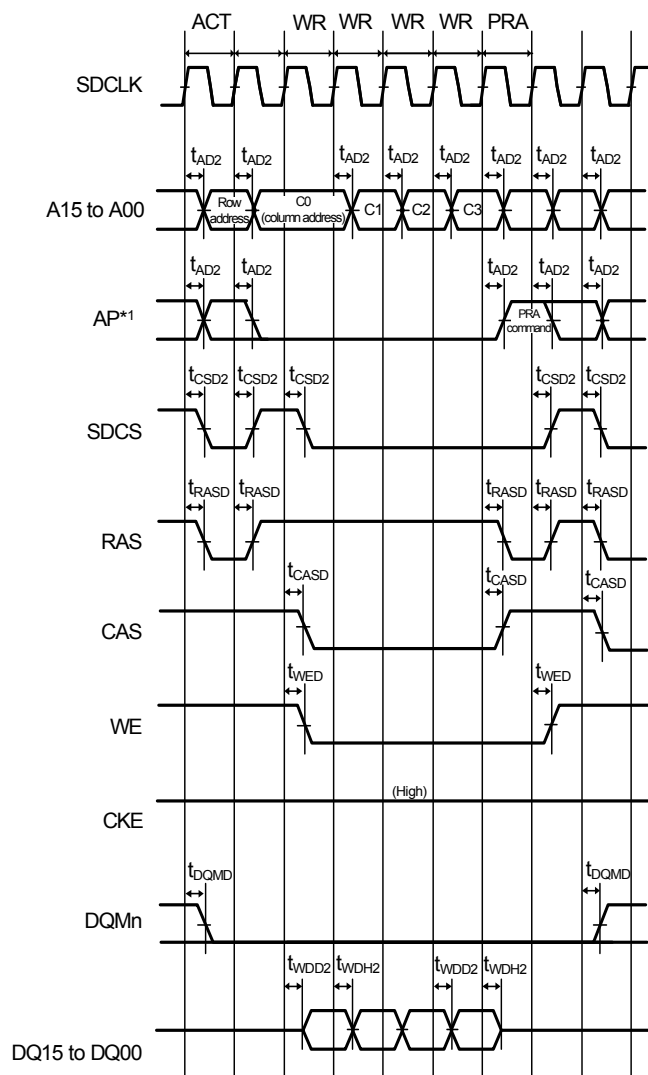 ACT WR WR WR WR PRA
SDCLK
tAD2 tAD2 tAD2 tAD2 tAD2 tAD2 tAD2 tAD2
A15 to A00
Row address
C0 (column address)
C1 C2 C3
tAD2 tAD2 tAD2 tAD2 tAD2
AP*1
PRA command
tCSD2 tCSD2 tCSD2 tCSD2 tCSD2
SDCS
tRASD tRASD tRASD tRASD tRASD
RAS
tCASD tCASD tCASD
CAS
tWED tWED
WE
(High)
CKE
tDQMD tDQMD
DQMn
tWDD2 tWDH2 tWDD2 tWDH2
DQ15 to DQ00